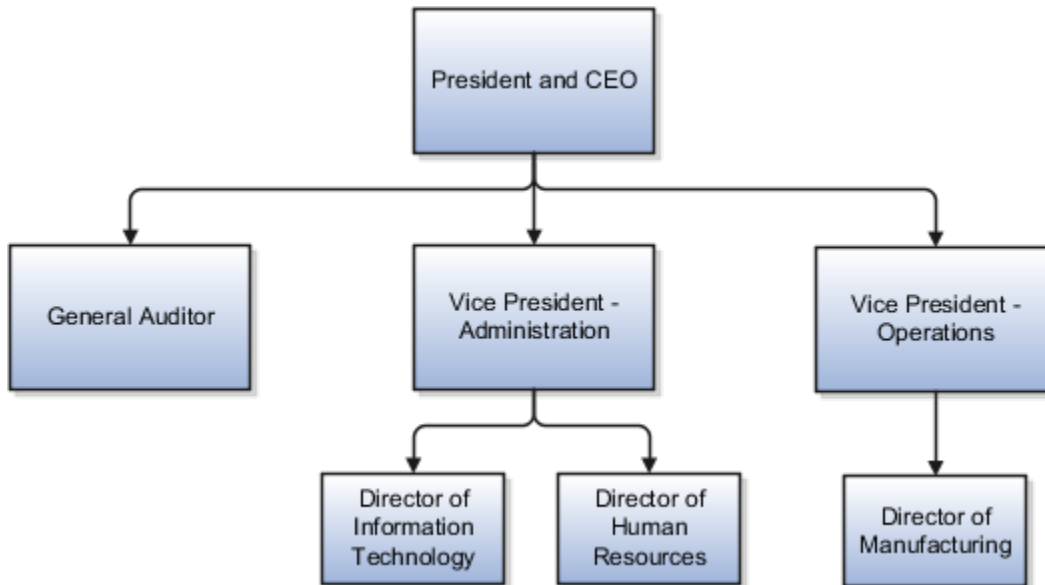 President and CEO
General Auditor
Vice President -
Administration
Vice President -
Operations
Director of
Information
Technology
Director of
Human
Resources
Director of
Manufacturing